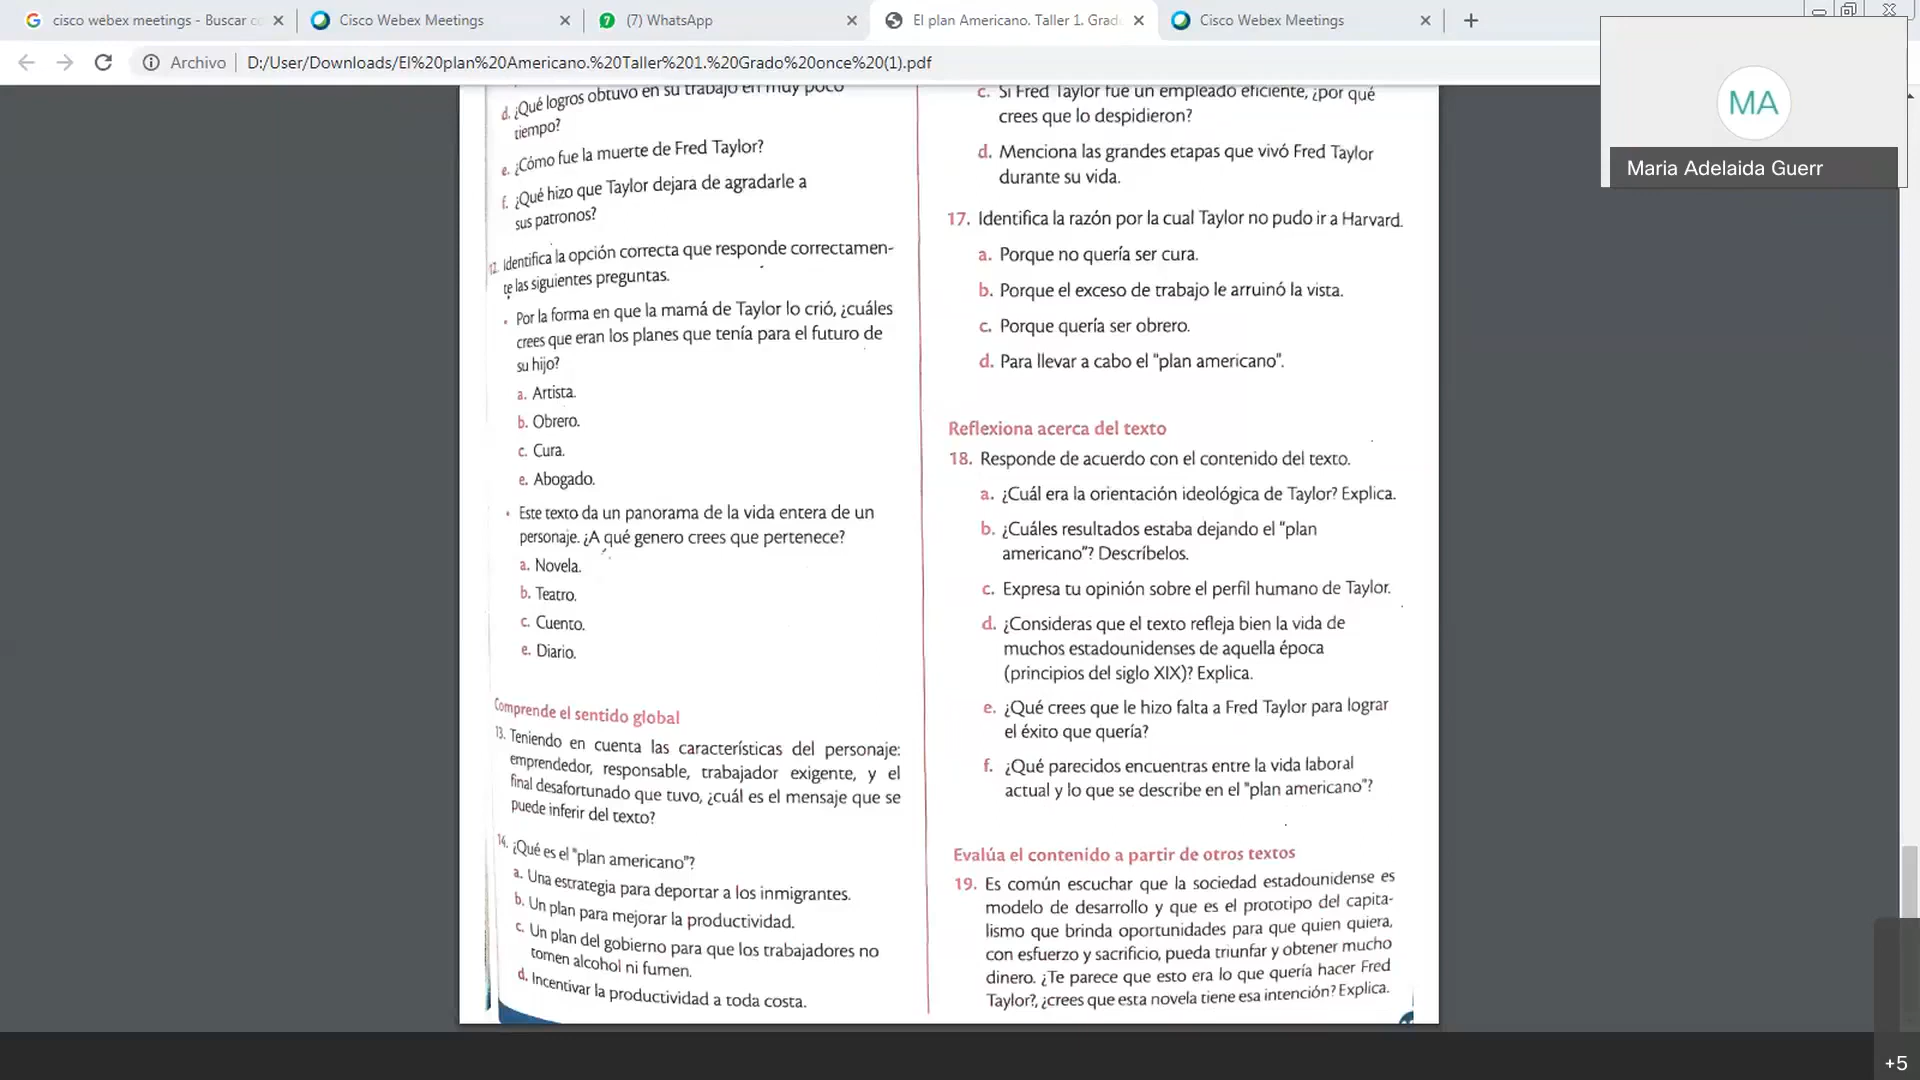 cisco webex meetings - Buscar co
Cisco Webex Meetings
7
(7) WhatsApp
El plan Americano. Taller 1. Grado
Cisco Webex Meetings
Archivo
D:/User/Downloads/El%20plan%20Americano.%20Taller%201.%20Grado%20once%20(1).pdf
MA
Maria Adelaida Guerr
d. ¿Qué logros obtuvo en su trabajo en muy poco
tiempo?
e. ¿Cómo fue la muerte de Fred Taylor?
f. ¿Qué hizo que Taylor dejara de agradarle a
sus patronos?
12. Identifica la opción correcta que responde correctamen-
te las siguientes preguntas.
• Por la forma en que la mamá de Taylor lo crió, ¿cuáles
crees que eran los planes que tenía para el futuro de
su hijo?
a. Artista.
b. Obrero.
c. Cura.
e. Abogado.
• Este texto da un panorama de la vida entera de un
personaje. ¿A qué genero crees que pertenece?
a. Novela.
b. Teatro.
c. Cuento.
e. Diario.
Comprende el sentido global
13. Teniendo en cuenta las características del personaje:
emprendedor, responsable, trabajador exigente, y el
final desafortunado que tuvo, ¿cuál es el mensaje que se
puede inferir del texto?
14. ¿Qué es el "plan americano"?
a. Una estrategia para deportar a los inmigrantes.
b. Un plan para mejorar la productividad.
c. Un plan del gobierno para que los trabajadores no
tomen alcohol ni fumen.
d. Incentivar la productividad a toda costa.
c. Si Fred Taylor fue un empleado eficiente, ¿por qué
crees que lo despidieron?
d. Menciona las grandes etapas que vivó Fred Taylor
durante su vida.
17. Identifica la razón por la cual Taylor no pudo ir a Harvard.
a. Porque no quería ser cura.
b. Porque el exceso de trabajo le arruinó la vista.
c. Porque quería ser obrero.
d. Para llevar a cabo el "plan americano".
Reflexiona acerca del texto
18. Responde de acuerdo con el contenido del texto.
a. ¿Cuál era la orientación ideológica de Taylor? Explica.
b. ¿Cuáles resultados estaba dejando el "plan
americano"? Descríbelos.
c. Expresa tu opinión sobre el perfil humano de Taylor.
d. ¿Consideras que el texto refleja bien la vida de
muchos estadounidenses de aquella época
(principios del siglo XIX)? Explica.
e. ¿Qué crees que le hizo falta a Fred Taylor para lograr
el éxito que quería?
f. ¿Qué parecidos encuentras entre la vida laboral
actual y lo que se describe en el "plan americano"?
Evalúa el contenido a partir de otros textos
19. Es común escuchar que la sociedad estadounidense es
modelo de desarrollo y que es el prototipo del capita-
lismo que brinda oportunidades para que quien quiera,
con esfuerzo y sacrificio, pueda triunfar y obtener mucho
dinero. ¿Te parece que esto era lo que quería hacer Fred
Taylor?, ¿crees que esta novela tiene esa intención? Explica.
+5